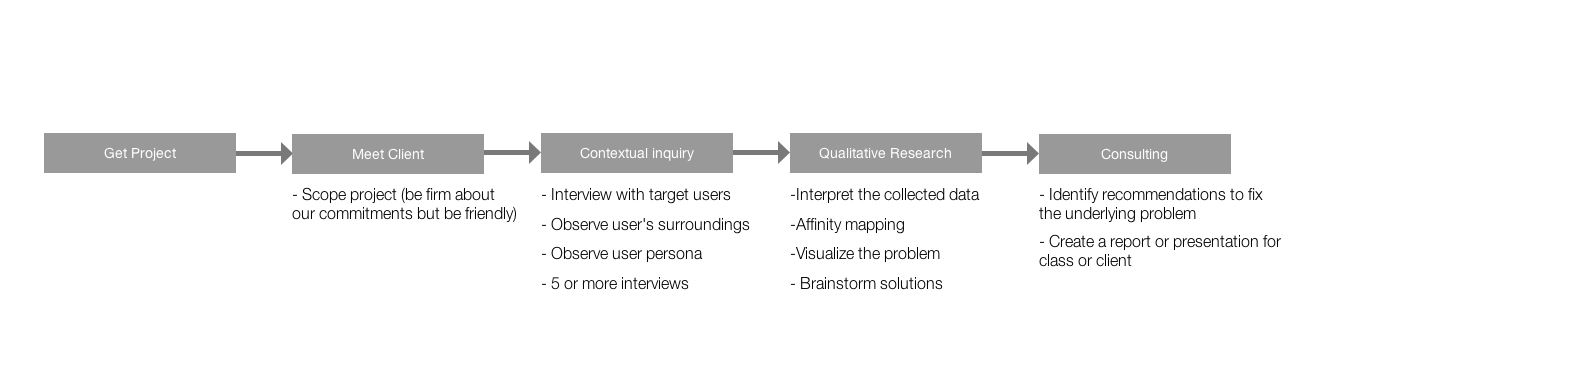 Get Project
Meet Client
- Scope project (be firm about
our commitments but be friendly)
Contextual inquiry
- Interview with target users
- Observe user's surroundings
- Observe user persona
- 5 or more interviews
Qualitative Research
-Interpret the collected data
-Affinity mapping
-Visualize the problem
- Brainstorm solutions
Consulting
- Identify recommendations to fix
the underlying problem
- Create a report or presentation for
class or client